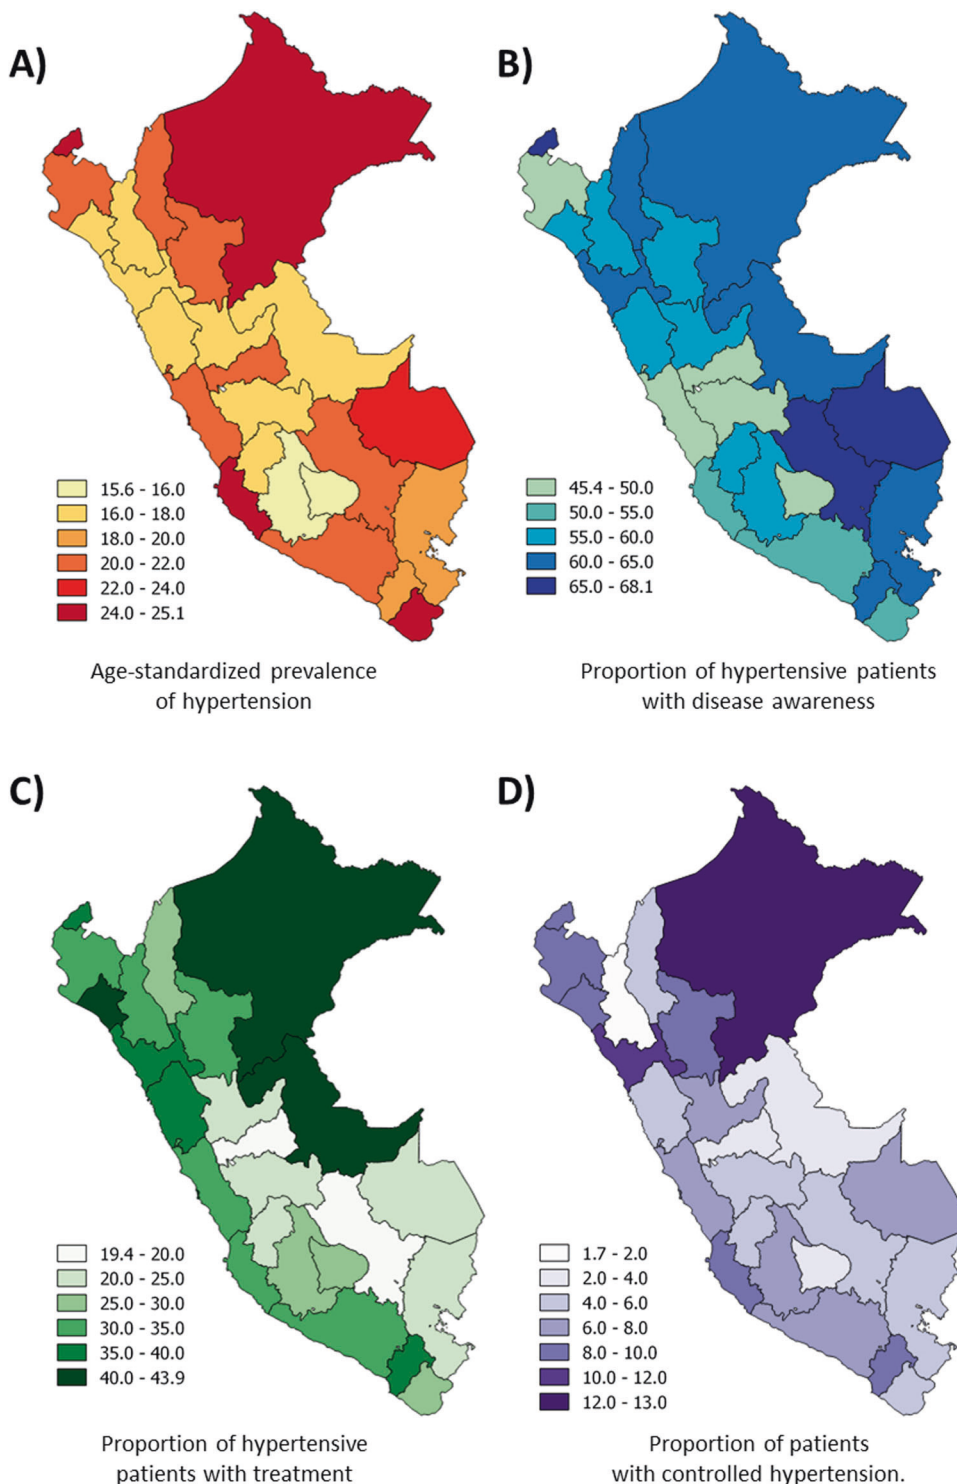 A)
B)
15.6 - 16.0
16.0 - 18.0
18.0 - 20.0
20.0 - 22.0
22.0 - 24.0
24.0 - 25.1
45.4 - 50.0
50.0 - 55.0
55.0 - 60.0
60.0 - 65.0
65.0 - 68.1
Age-standardized prevalence
of hypertension
Proportion of hypertensive patients
with disease awareness
C)
D)
19.4 - 20.0
20.0 - 25.0
25.0 - 30.0
30.0 - 35.0
35.0 - 40.0
40.0 - 43.9
1.7 - 2.0
2.0 - 4.0
4.0 - 6.0
6.0 - 8.0
8.0 - 10.0
10.0 - 12.0
12.0 - 13.0
Proportion of hypertensive
patients with treatment
Proportion of patients
with controlled hypertension.